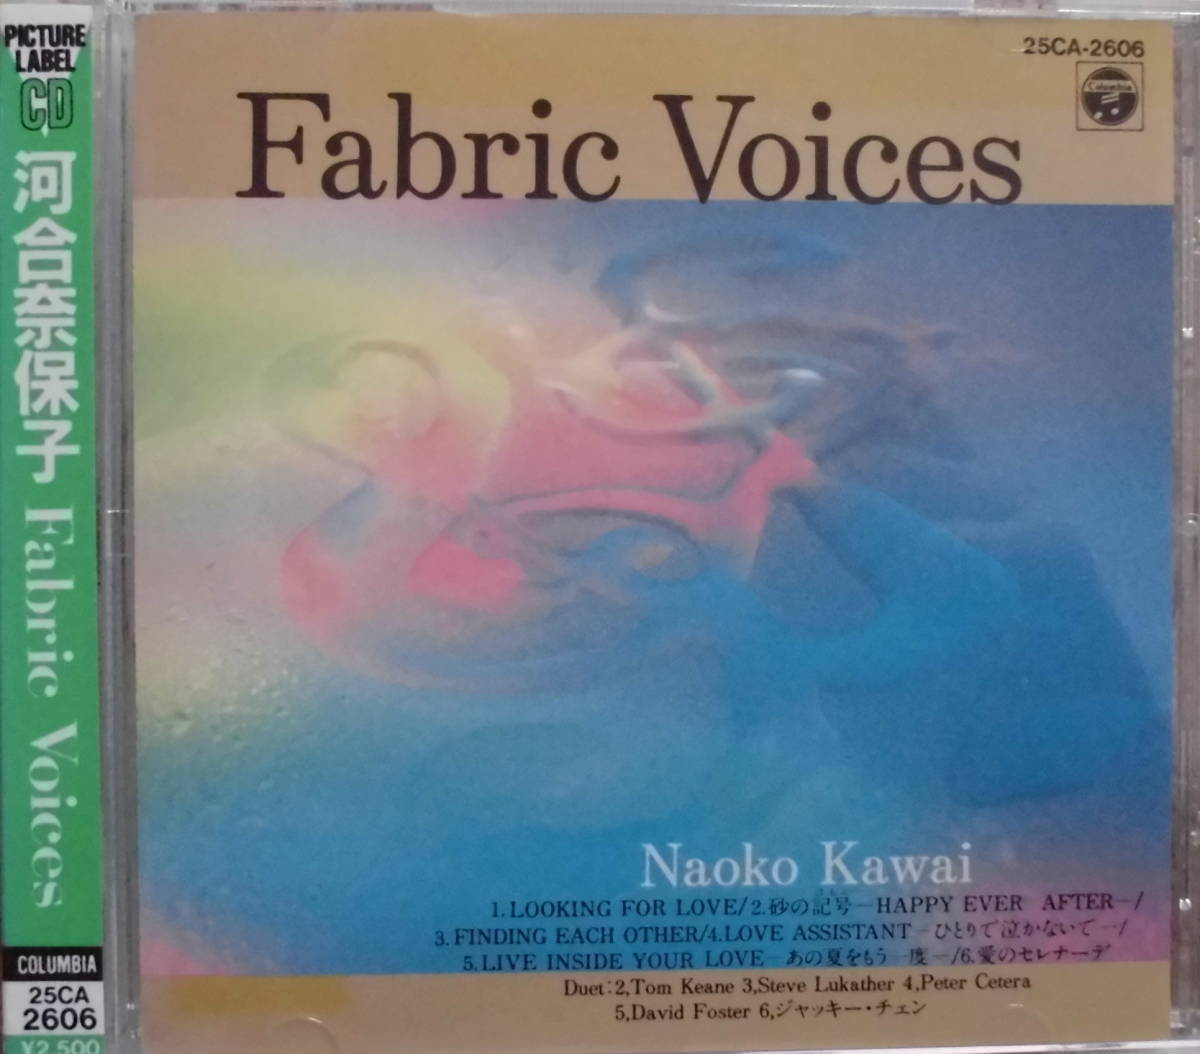 PICTURE
LABEL
CD
河合奈保子 Fabric Voices
COLUMBIA
25CA
2606
¥2,500
25CA-2606
Columbia
Fabric Voices
Naoko Kawai
1.LOOKING FOR LOVE/2.砂の記号—HAPPY EVER AFTER—/
3.FINDING EACH OTHER/4.LOVE ASSISTANT—ひとりで泣かないで—/
5.LIVE INSIDE YOUR LOVE—あの夏をもう一度—/6.愛のセレナーデ
Duet:2,Tom Keane 3,Steve Lukather 4,Peter Cetera
5,David Foster 6,ジャッキー・チェン